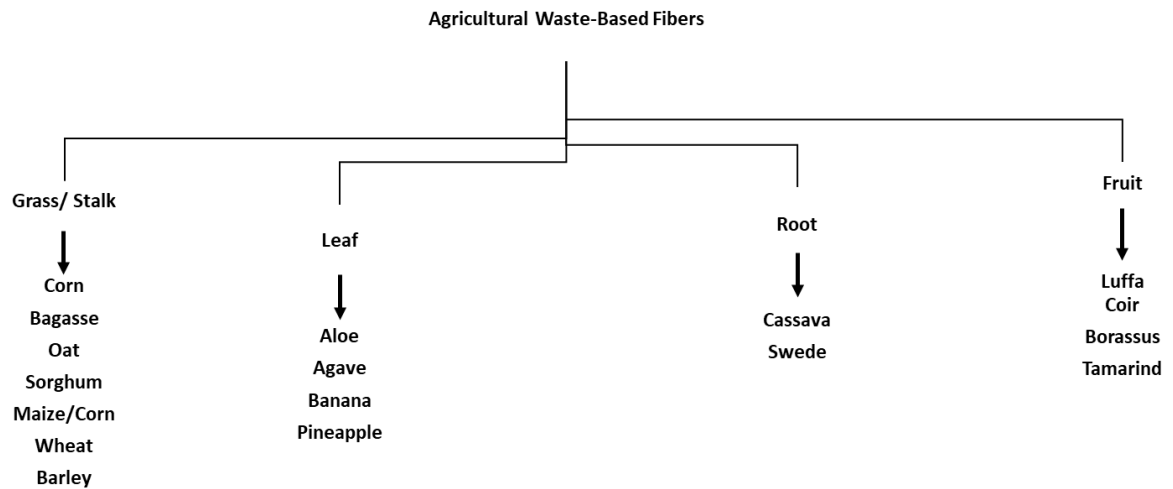 Agricultural Waste-Based Fibers
Grass/ Stalk
Corn
Bagasse
Oat
Sorghum
Maize/Corn
Wheat
Barley
Leaf
Aloe
Agave
Banana
Pineapple
Root
Cassava
Swede
Fruit
Luffa
Coir
Borassus
Tamarind